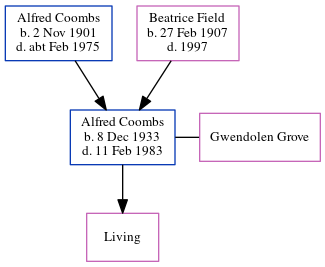 Alfred Coombs
b. 2 Nov 1901
d. abt Feb 1975
Beatrice Field
b. 27 Feb 1907
d. 1997
Alfred Coombs
b. 8 Dec 1933
d. 11 Feb 1983
Gwendolen Grove
Living